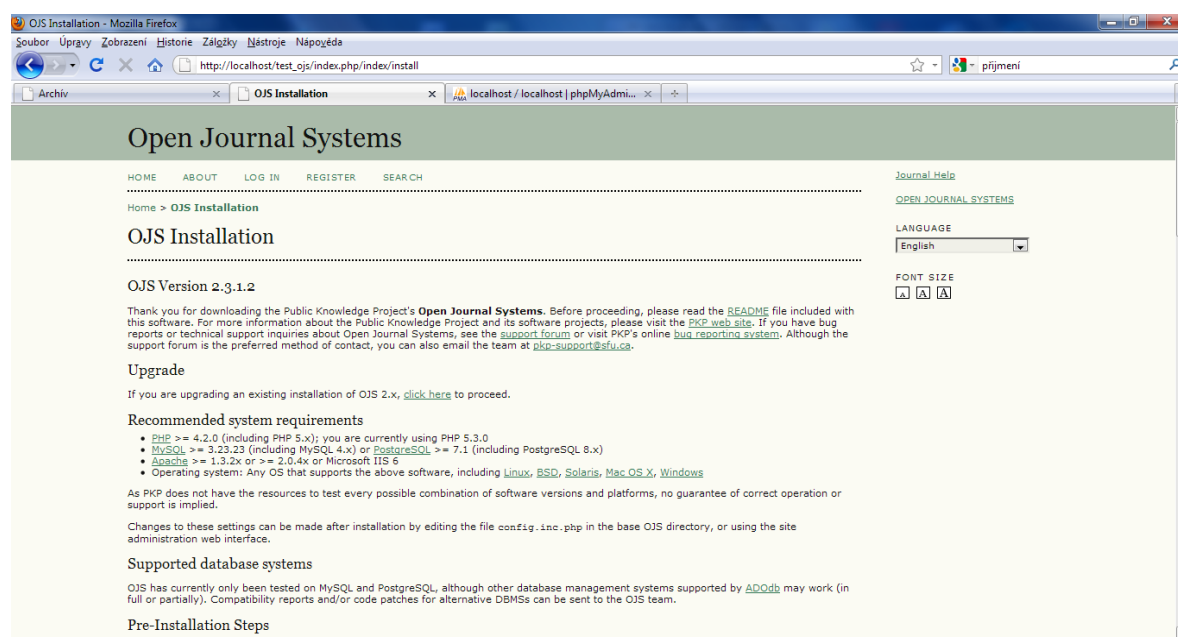 OJS Installation - Mozilla Firefox
Soubor Úpravy Zobrazení Historie Záložky Nástroje Nápověda
http://localhost/test_ojs/index.php/index/install
příjmení
Archív
OJS Installation
localhost / localhost | phpMyAdmi...
Open Journal Systems
HOME ABOUT LOG IN REGISTER SEARCH
Home > OJS Installation
OJS Installation
OJS Version 2.3.1.2
Thank you for downloading the Public Knowledge Project's Open Journal Systems. Before proceeding, please read the README file included with
this software. For more information about the Public Knowledge Project and its software projects, please visit the PKP web site. If you have bug
reports or technical support inquiries about Open Journal Systems, see the support forum or visit PKP's online bug reporting system. Although the
support forum is the preferred method of contact, you can also email the team at pkp-support@sfu.ca.
Upgrade
If you are upgrading an existing installation of OJS 2.x, click here to proceed.
Recommended system requirements
• PHP >= 4.2.0 (including PHP 5.x); you are currently using PHP 5.3.0
• MySQL >= 3.23.23 (including MySQL 4.x) or PostgreSQL >= 7.1 (including PostgreSQL 8.x)
• Apache >= 1.3.2x or >= 2.0.4x or Microsoft IIS 6
• Operating system: Any OS that supports the above software, including Linux, BSD, Solaris, Mac OS X, Windows
As PKP does not have the resources to test every possible combination of software versions and platforms, no guarantee of correct operation or
support is implied.
Changes to these settings can be made after installation by editing the file config.inc.php in the base OJS directory, or using the site
administration web interface.
Supported database systems
OJS has currently only been tested on MySQL and PostgreSQL, although other database management systems supported by ADOdb may work (in
full or partially). Compatibility reports and/or code patches for alternative DBMSs can be sent to the OJS team.
Pre-Installation Steps
Journal Help
OPEN JOURNAL SYSTEMS
LANGUAGE
English
FONT SIZE
A A A